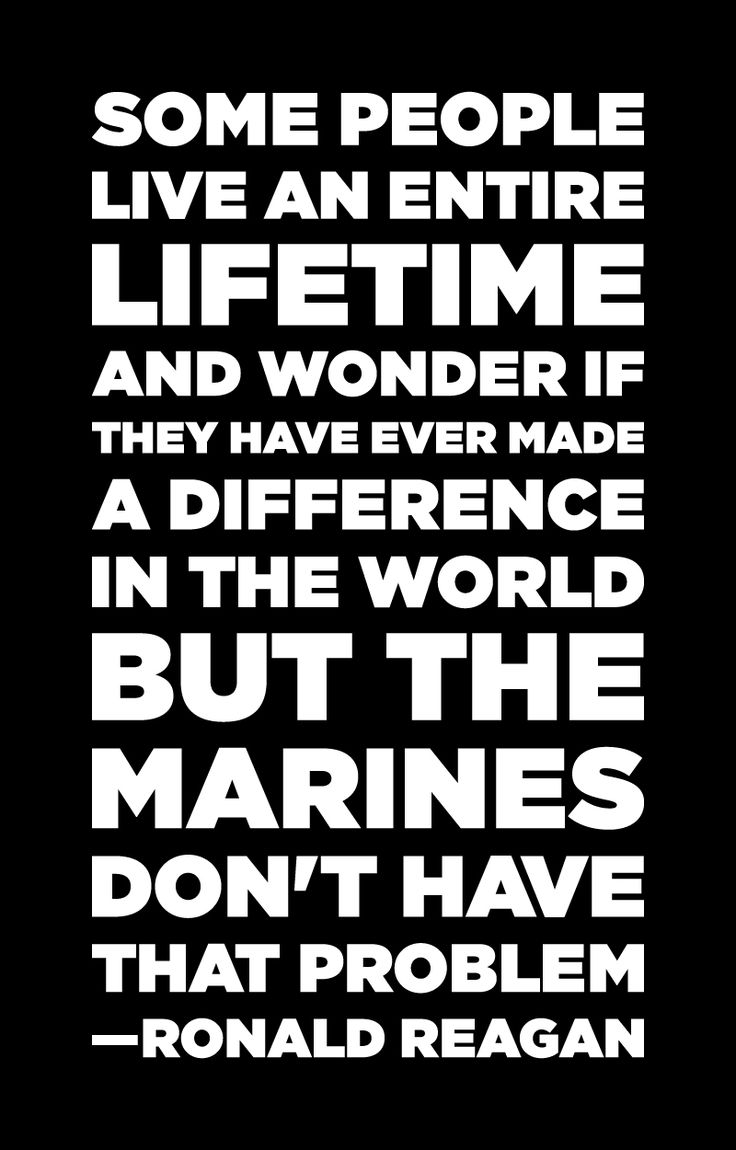 SOME PEOPLE
LIVE AN ENTIRE
LIFETIME
AND WONDER IF
THEY HAVE EVER MADE
A DIFFERENCE
IN THE WORLD
BUT THE
MARINES
DON'T HAVE
THAT PROBLEM
—RONALD REAGAN